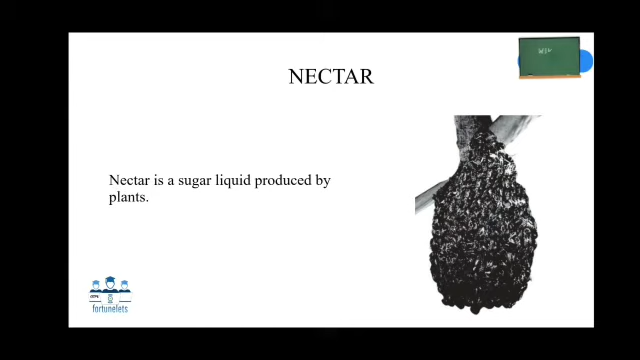 NECTAR
Nectar is a sugar liquid produced by
plants.
fortunelets